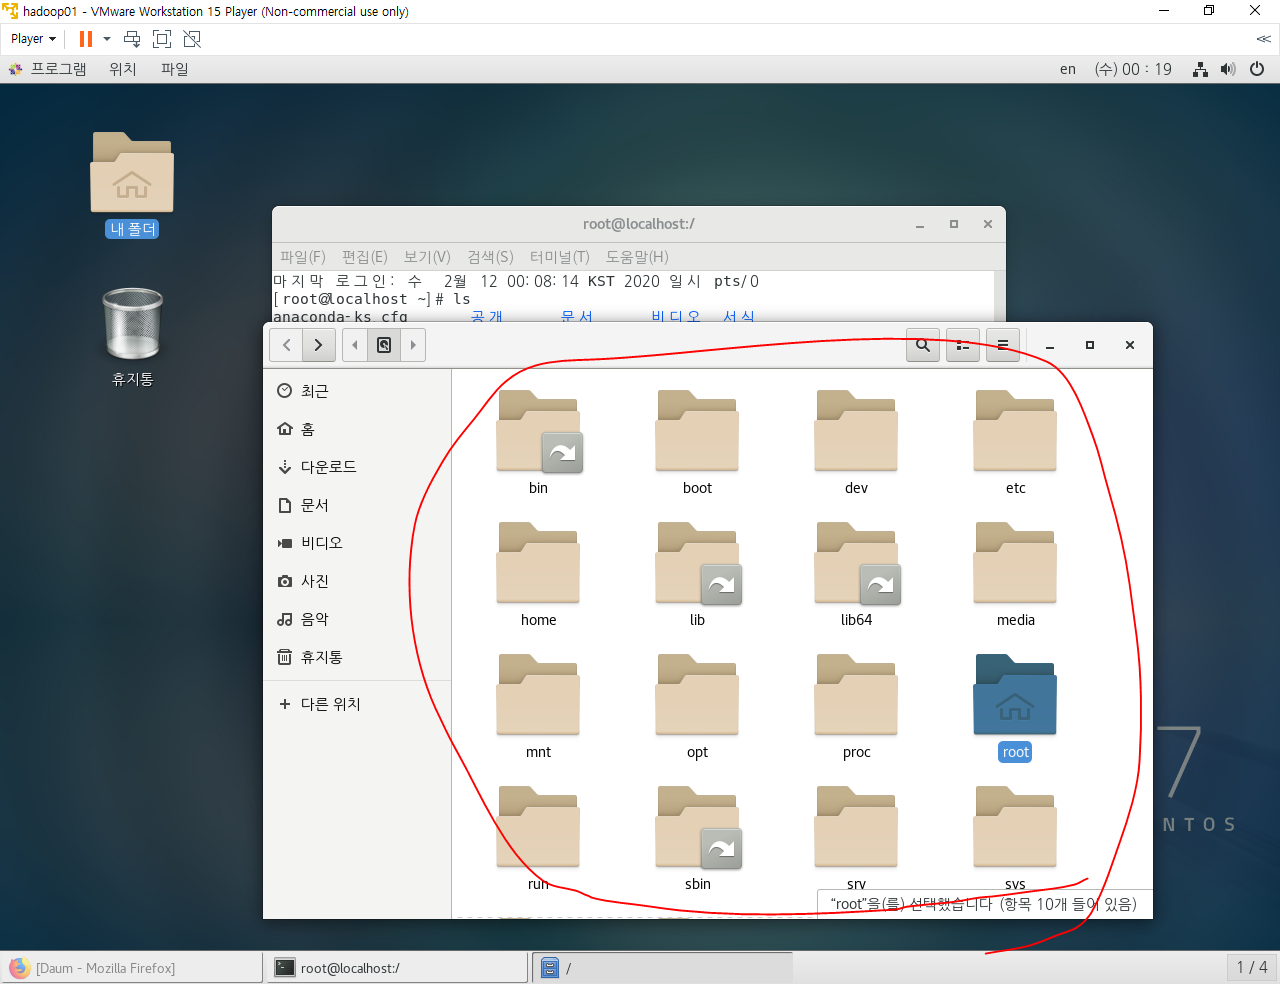 hadoop01 - VMware Workstation 15 Player (Non-commercial use only)
Player
프로그램 위치 파일 en (수) 00 : 19
내 폴더
휴지통
root@localhost:/
파일(F) 편집(E) 보기(V) 검색(S) 터미널(T) 도움말(H)
마지막 로그인: 수 2월 12 00:08:14 KST 2020 일시 pts/0
[root@localhost ~]# ls
anaconda-ks.cfg 공개 문서 비디오 서식
최근
홈
다운로드
문서
비디오
사진
음악
휴지통
다른 위치
bin boot dev etc
home lib lib64 media
mnt opt proc root
run sbin srv sys
“root”을(를) 선택했습니다 (항목 10개 들어 있음)
7
NTOS
[Daum - Mozilla Firefox] root@localhost:/ / 1 / 4